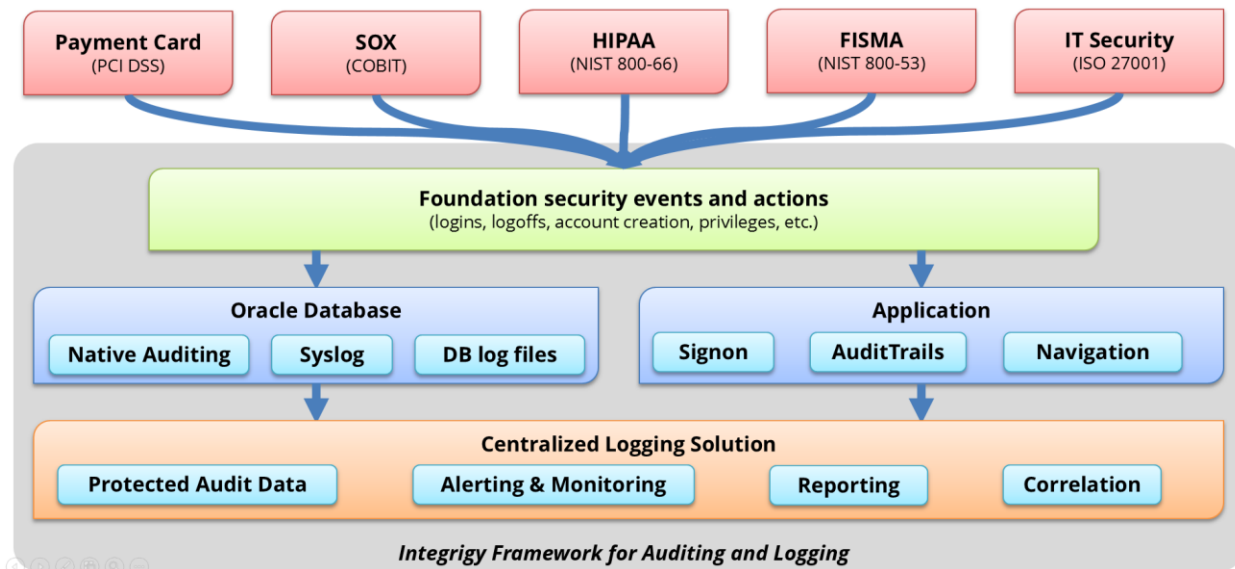 Payment Card
(PCI DSS)
SOX
(COBIT)
HIPAA
(NIST 800-66)
FISMA
(NIST 800-53)
IT Security
(ISO 27001)
Foundation security events and actions
(logins, logoffs, account creation, privileges, etc.)
Oracle Database
Native Auditing
Syslog
DB log files
Application
Signon
AuditTrails
Navigation
Centralized Logging Solution
Protected Audit Data
Alerting & Monitoring
Reporting
Correlation
Integrigy Framework for Auditing and Logging